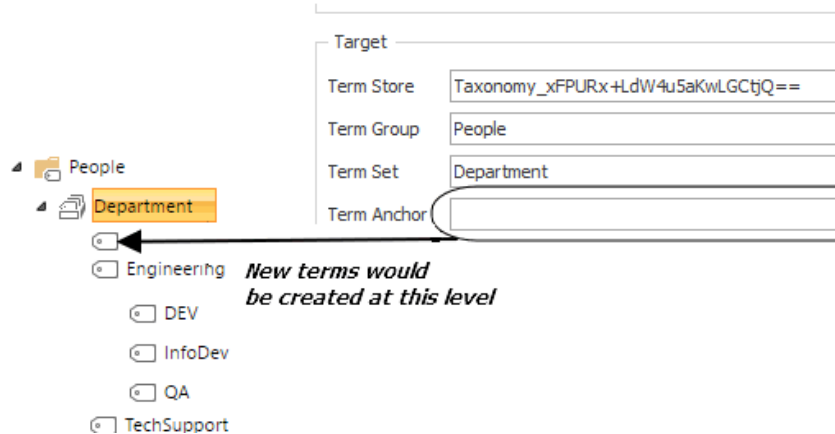 Target
Term Store Taxonomy_xFPURx+LdW4u5aKwLGCtjQ==
Term Group People
Term Set Department
Term Anchor
People
Department
Engineering
New terms would
be created at this level
DEV
InfoDev
QA
TechSupport